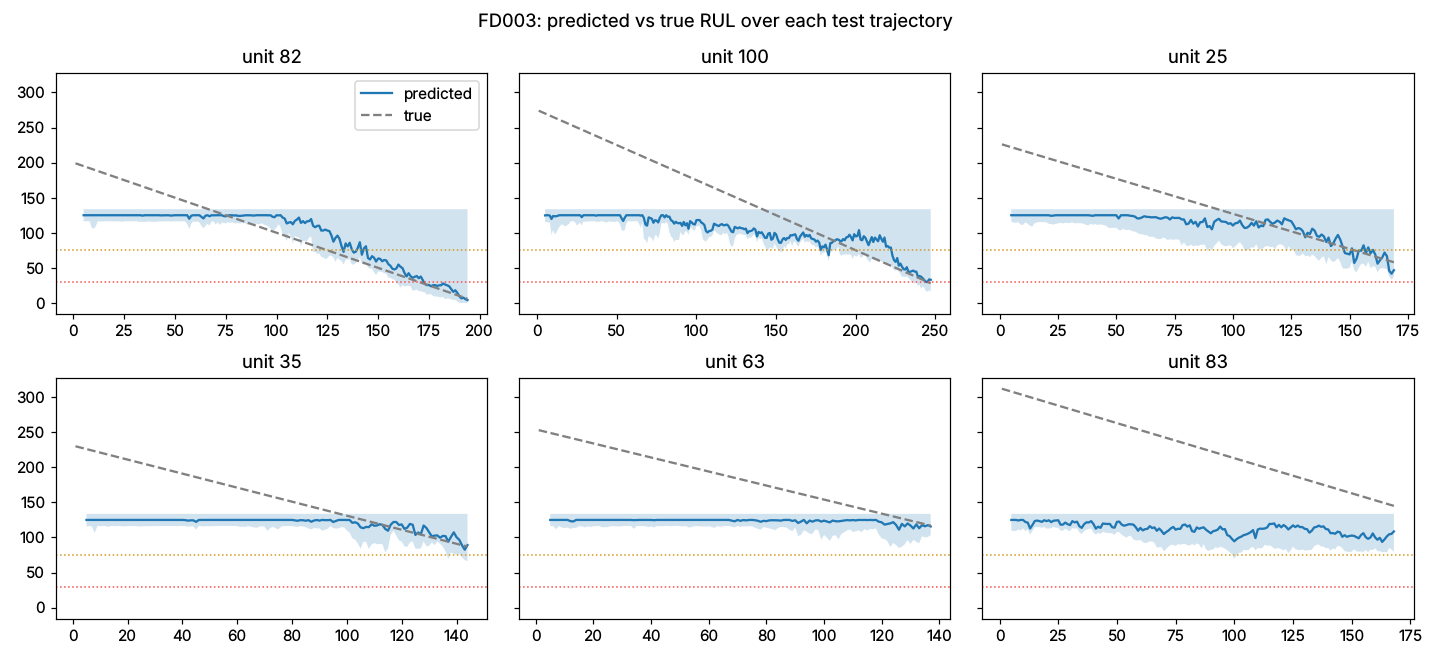 FD003: predicted vs true RUL over each test trajectory
unit 82
unit 100
unit 25
predicted
true
300
250
200
150
100
50
0
0 25 50 75 100 125 150 175 200
0 50 100 150 200 250
0 25 50 75 100 125 150 175
unit 35
unit 63
unit 83
300
250
200
150
100
50
0
0 20 40 60 80 100 120 140
0 20 40 60 80 100 120 140
0 25 50 75 100 125 150 175